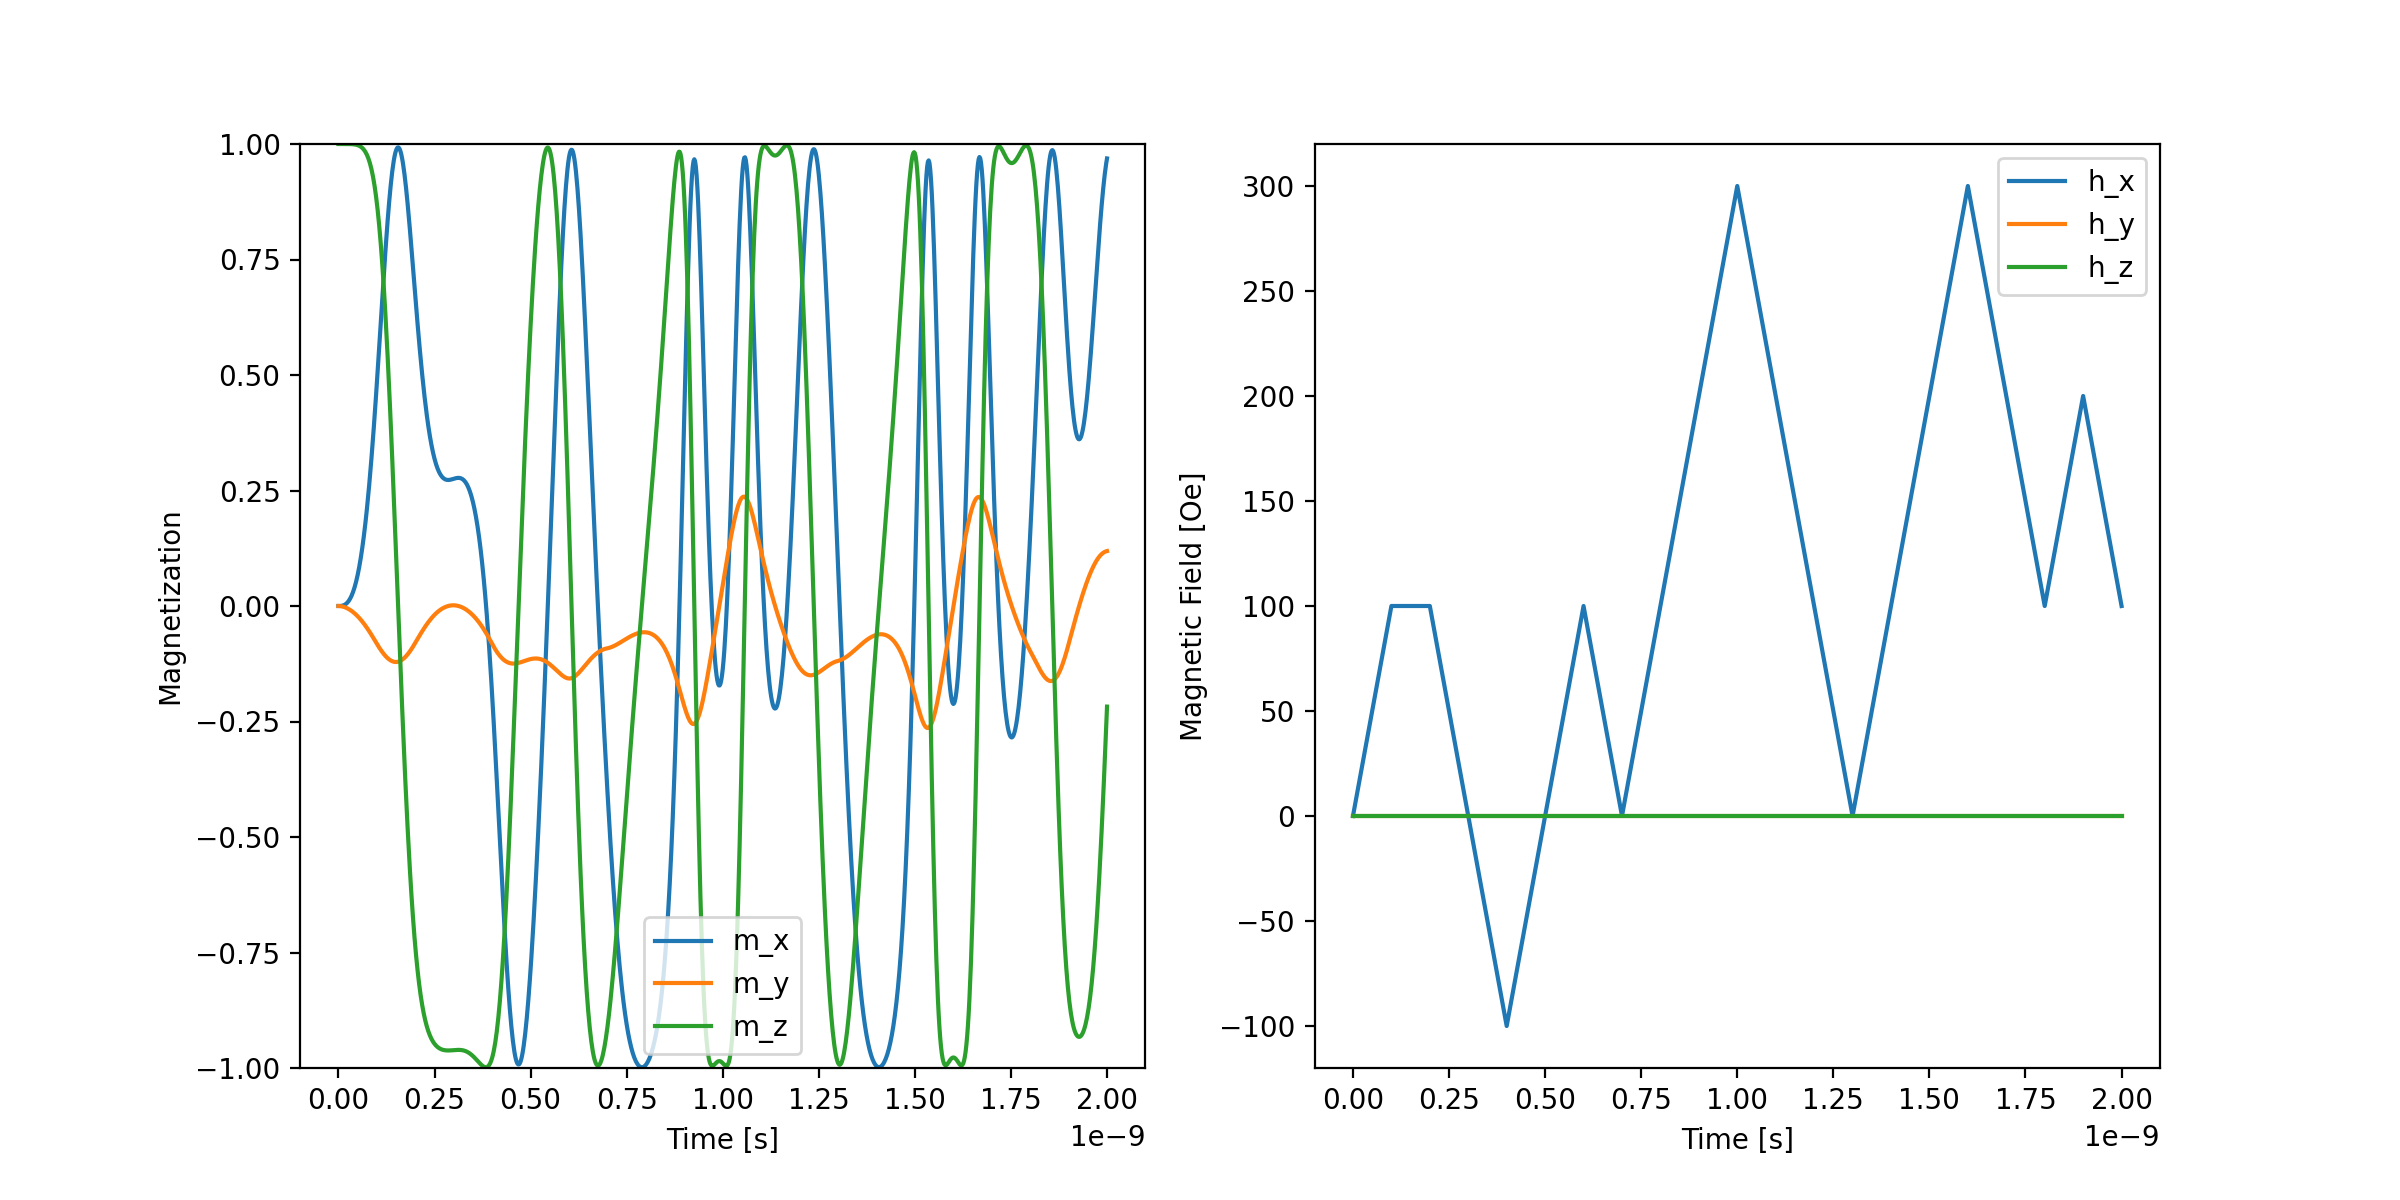 1.00
0.75
0.50
0.25
0.00
−0.25
−0.50
−0.75
−1.00
Magnetization
m_x
m_y
m_z
0.00 0.25 0.50 0.75 1.00 1.25 1.50 1.75 2.00
Time [s]
1e−9
300
250
200
150
100
50
0
−50
−100
Magnetic Field [Oe]
h_x
h_y
h_z
0.00 0.25 0.50 0.75 1.00 1.25 1.50 1.75 2.00
Time [s]
1e−9